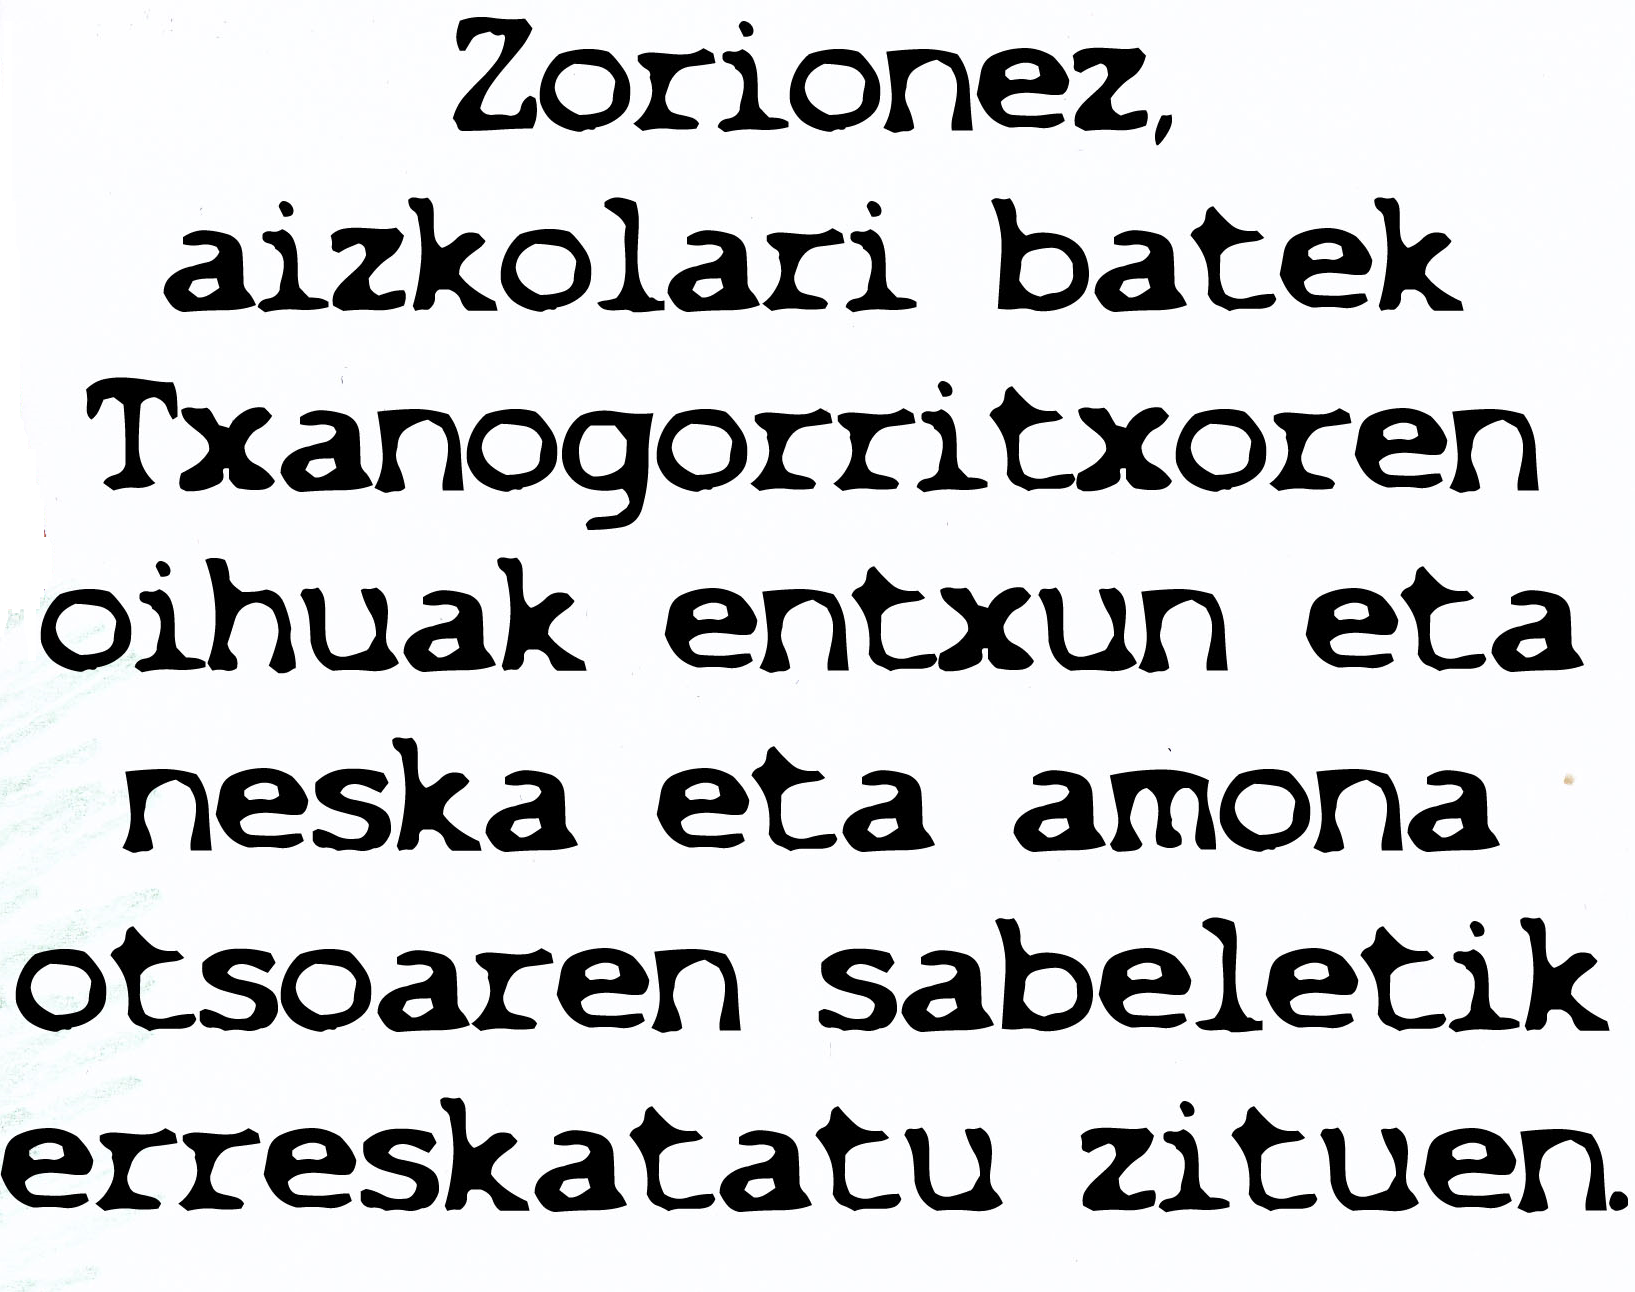 Zorionez,
aizkolari batek
Txanogorritxoren
oihuak entxun eta
neska eta amona
otsoaren sabeletik
erreskatatu zituen.